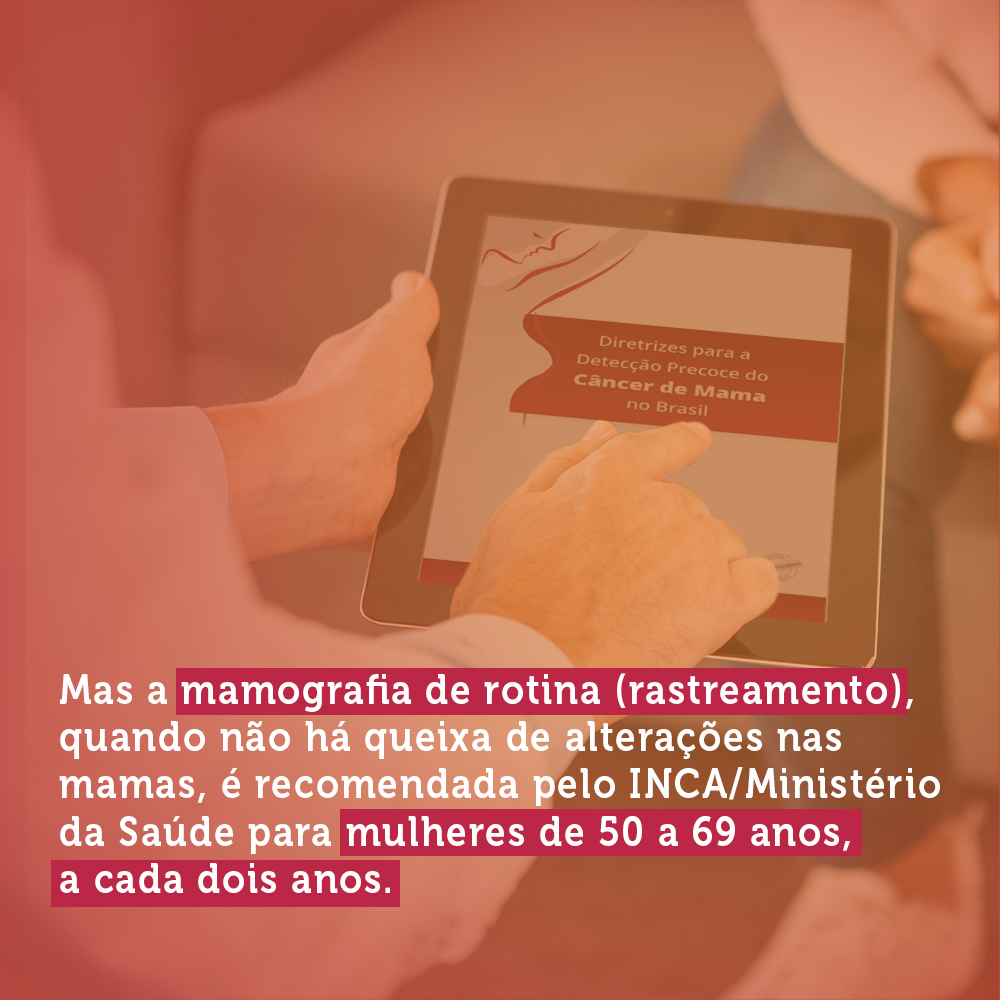 Diretrizes para a
Detecção Precoce do
Câncer de Mama
no Brasil
Mas a mamografia de rotina (rastreamento),
quando não há queixa de alterações nas
mamas, é recomendada pelo INCA/Ministério
da Saúde para mulheres de 50 a 69 anos,
a cada dois anos.